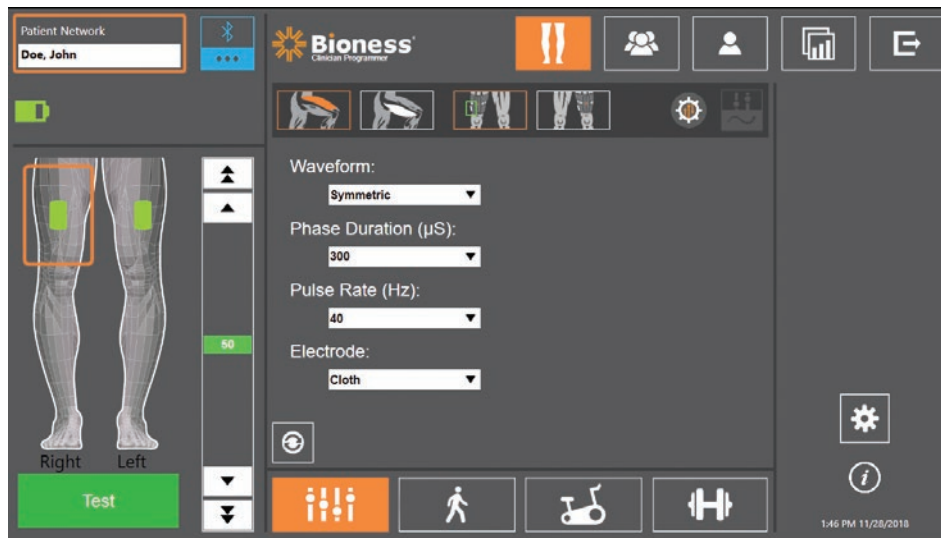 Patient Network
Doe, John
Bioness
Clinician Programmer
Waveform:
Symmetric
Phase Duration (µS):
300
Pulse Rate (Hz):
40
50
Electrode:
Cloth
Right Left
Test
i
1:46 PM 11/28/2018